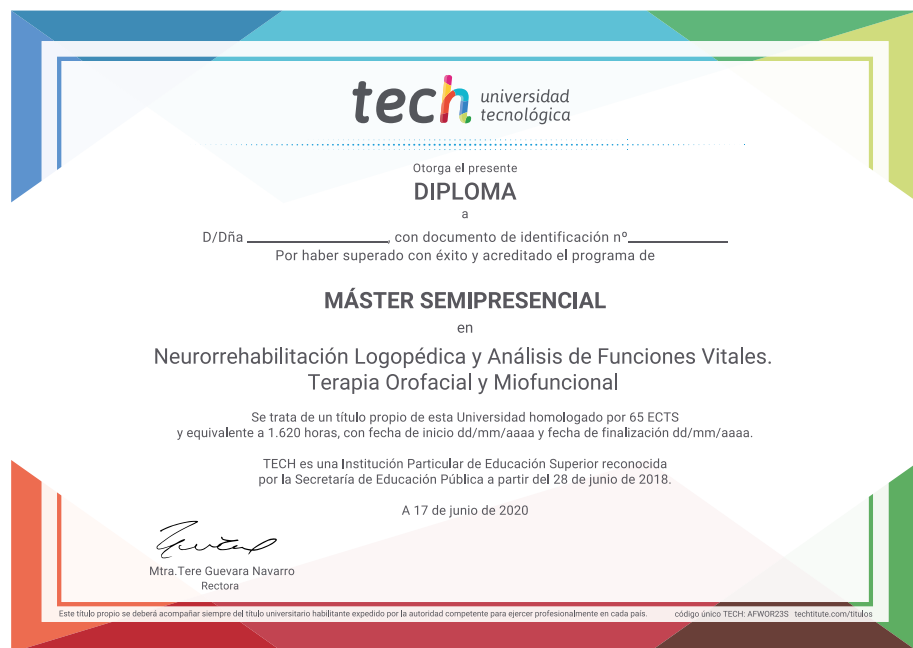 tech universidad
tecnológica
Otorga el presente
DIPLOMA
a
D/Dña ________________, con documento de identificación nº____________
Por haber superado con éxito y acreditado el programa de
MÁSTER SEMIPRESENCIAL
en
Neurorrehabilitación Logopédica y Análisis de Funciones Vitales.
Terapia Orofacial y Miofuncional
Se trata de un título propio de esta Universidad homologado por 65 ECTS
y equivalente a 1.620 horas, con fecha de inicio dd/mm/aaaa y fecha de finalización dd/mm/aaaa.
TECH es una Institución Particular de Educación Superior reconocida
por la Secretaría de Educación Pública a partir del 28 de junio de 2018.
A 17 de junio de 2020
Mtra.Tere Guevara Navarro
Rectora
Este título propio se deberá acompañar siempre del título universitario habilitante expedido por la autoridad competente para ejercer profesionalmente en cada país. código único TECH: AFWOR23S techtitute.com/titulos